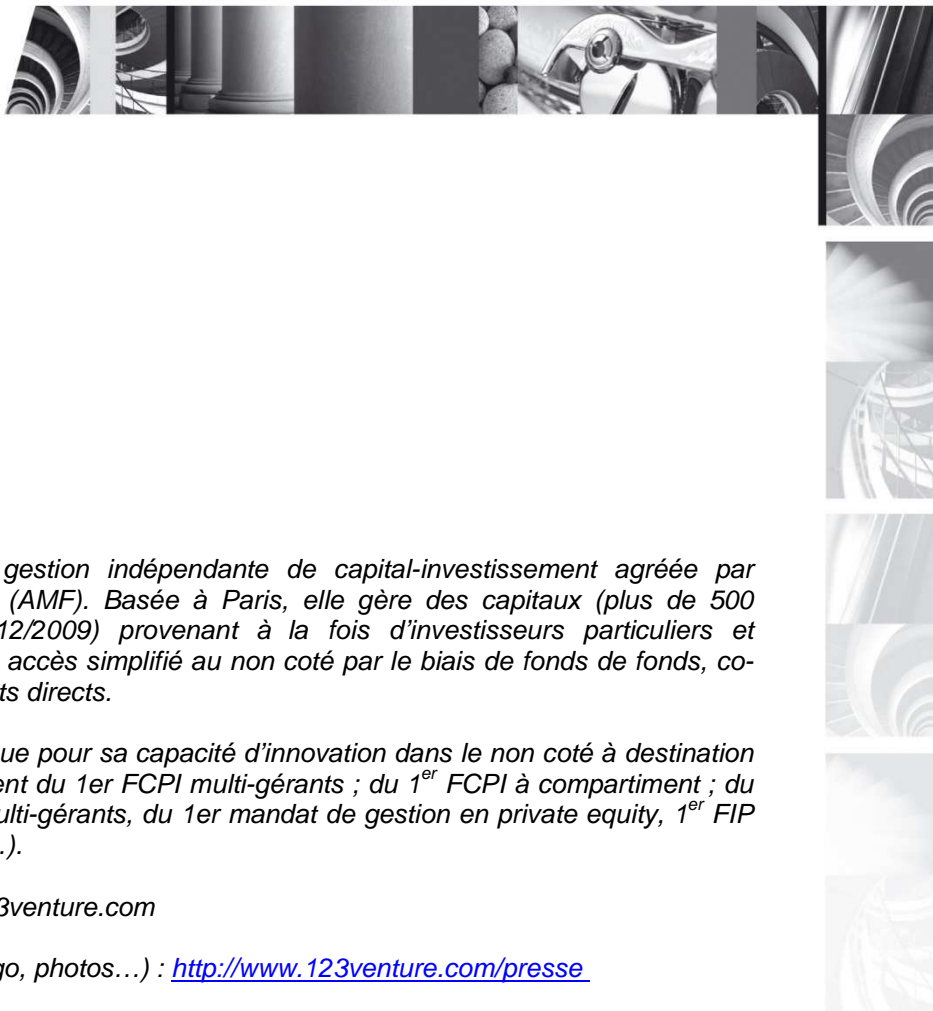 gestion indépendante de capital-investissement agréée par
(AMF). Basée à Paris, elle gère des capitaux (plus de 500
12/2009) provenant à la fois d’investisseurs particuliers et
accès simplifié au non coté par le biais de fonds de fonds, co-
ts directs.
ue pour sa capacité d’innovation dans le non coté à destination
ent du 1er FCPI multi-gérants ; du 1er FCPI à compartiment ; du
ulti-gérants, du 1er mandat de gestion en private equity, 1er FIP
…).
3venture.com
go, photos…) : http://www.123venture.com/presse